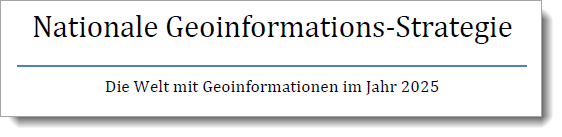 Nationale Geoinformations-Strategie
Die Welt mit Geoinformationen im Jahr 2025